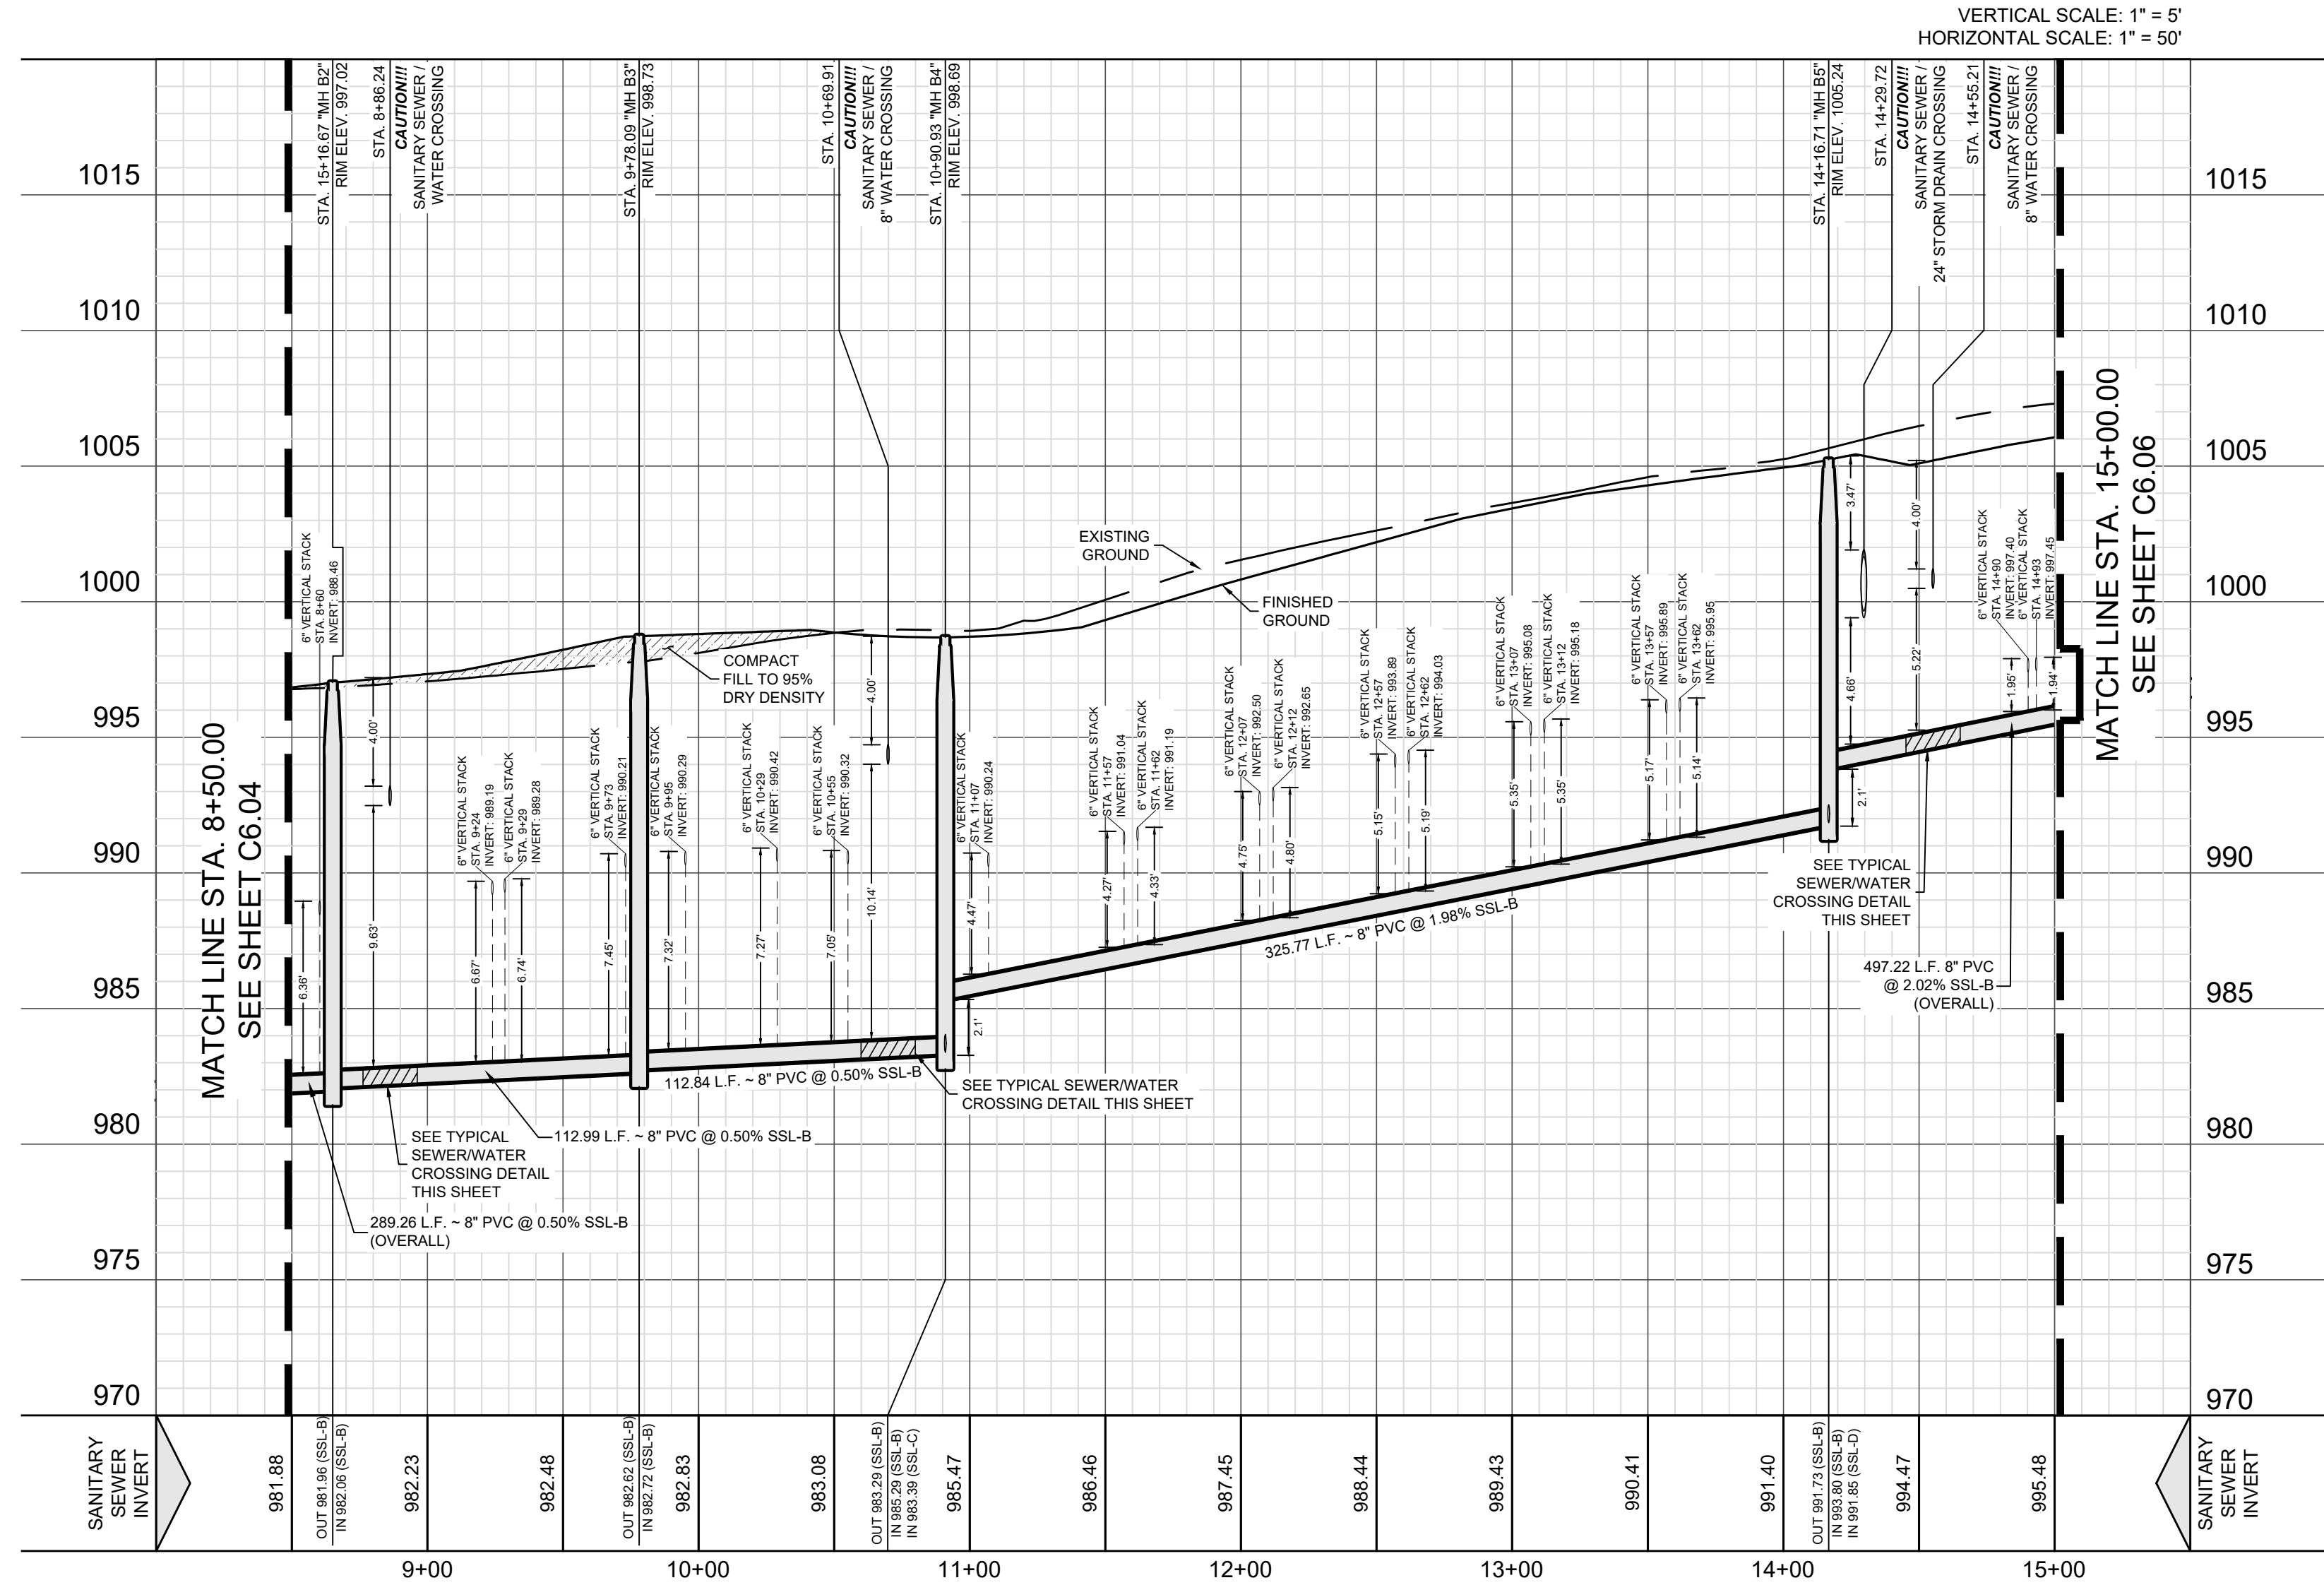 VERTICAL SCALE: 1" = 5'
HORIZONTAL SCALE: 1" = 50'
STA. 15+16.67 "MH B2"
RIM ELEV. 997.02
STA. 8+86.24
CAUTION!!!
SANITARY SEWER /
WATER CROSSING
STA. 9+78.09 "MH B3"
RIM ELEV. 998.73
STA. 10+69.91
CAUTION!!!
SANITARY SEWER /
8" WATER CROSSING
STA. 10+90.93 "MH B4"
RIM ELEV. 998.69
STA. 14+16.71 "MH B5"
RIM ELEV. 1005.24
STA. 14+29.72
CAUTION!!!
SANITARY SEWER /
24" STORM DRAIN CROSSING
STA. 14+55.21
CAUTION!!!
SANITARY SEWER /
8" WATER CROSSING
1015
1010
1005
1000
995
990
985
980
975
970
1015
1010
1005
1000
995
990
985
980
975
970
MATCH LINE STA. 8+50.00
SEE SHEET C6.04
MATCH LINE STA. 15+00.00
SEE SHEET C6.06
EXISTING
GROUND
FINISHED
GROUND
COMPACT
FILL TO 95%
DRY DENSITY
6" VERTICAL STACK
STA. 8+60
INVERT: 988.46
6.36'
4.00'
9.63'
6" VERTICAL STACK
STA. 9+24
INVERT: 989.19
6.67'
6" VERTICAL STACK
STA. 9+29
INVERT: 989.28
6.74'
6" VERTICAL STACK
STA. 9+73
INVERT: 990.21
7.45'
6" VERTICAL STACK
STA. 9+95
INVERT: 990.29
7.32'
6" VERTICAL STACK
STA. 10+29
INVERT: 990.42
7.27'
6" VERTICAL STACK
STA. 10+55
INVERT: 990.32
7.05'
4.00'
10.14'
6" VERTICAL STACK
STA. 11+07
INVERT: 990.24
4.47'
2.1'
6" VERTICAL STACK
STA. 11+57
INVERT: 991.04
4.27'
6" VERTICAL STACK
STA. 11+62
INVERT: 991.19
4.33'
6" VERTICAL STACK
STA. 12+07
INVERT: 992.50
4.75'
6" VERTICAL STACK
STA. 12+12
INVERT: 992.65
4.80'
6" VERTICAL STACK
STA. 12+57
INVERT: 993.89
5.15'
6" VERTICAL STACK
STA. 12+62
INVERT: 994.03
5.19'
6" VERTICAL STACK
STA. 13+07
INVERT: 995.08
5.35'
6" VERTICAL STACK
STA. 13+12
INVERT: 995.18
5.35'
6" VERTICAL STACK
STA. 13+57
INVERT: 995.89
5.17'
6" VERTICAL STACK
STA. 13+62
INVERT: 995.95
5.14'
3.47'
4.66'
2.1'
4.00'
5.22'
6" VERTICAL STACK
STA. 14+90
INVERT: 997.40
1.95'
6" VERTICAL STACK
STA. 14+93
INVERT: 997.45
1.94'
112.84 L.F. ~ 8" PVC @ 0.50% SSL-B
325.77 L.F. ~ 8" PVC @ 1.98% SSL-B
SEE TYPICAL SEWER/WATER
CROSSING DETAIL THIS SHEET
112.99 L.F. ~ 8" PVC @ 0.50% SSL-B
SEE TYPICAL
SEWER/WATER
CROSSING DETAIL
THIS SHEET
289.26 L.F. ~ 8" PVC @ 0.50% SSL-B
(OVERALL)
SEE TYPICAL
SEWER/WATER
CROSSING DETAIL
THIS SHEET
497.22 L.F. 8" PVC
@ 2.02% SSL-B
(OVERALL)
SANITARY
SEWER
INVERT
981.88
OUT 981.96 (SSL-B)
IN 982.06 (SSL-B)
982.23
982.48
OUT 982.62 (SSL-B)
IN 982.72 (SSL-B)
982.83
983.08
OUT 983.29 (SSL-B)
IN 985.29 (SSL-B)
IN 983.39 (SSL-C)
985.47
986.46
987.45
988.44
989.43
990.41
991.40
OUT 991.73 (SSL-B)
IN 993.80 (SSL-B)
IN 991.85 (SSL-D)
994.47
995.48
SANITARY
SEWER
INVERT
9+00
10+00
11+00
12+00
13+00
14+00
15+00